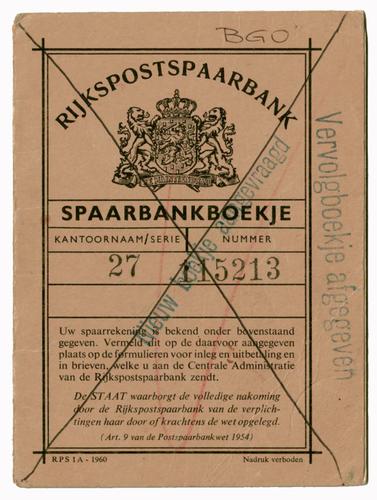 BGO
RIJKSPOSTSPAARBANK
SPAARBANKBOEKJE
KANTOORNAAM/SERIE NUMMER
27 115213
Uw spaarrekening is bekend onder bovenstaand
gegeven. Vermeld dit op de daarvoor aangegeven
plaats op de formulieren voor inleg en uitbetaling en
in brieven, welke u aan de Centrale Administratie
van de Rijkspostspaarbank zendt.
De STAAT waarborgt de volledige nakoming
door de Rijkspostspaarbank van de verplich-
tingen haar door of krachtens de wet opgelegd.
(Art. 9 van de Postspaarbankwet 1954)
RPS 1A - 1960 Nadruk verboden
Nieuw boekje aangevraagd
Vervolgboekje afgegeven